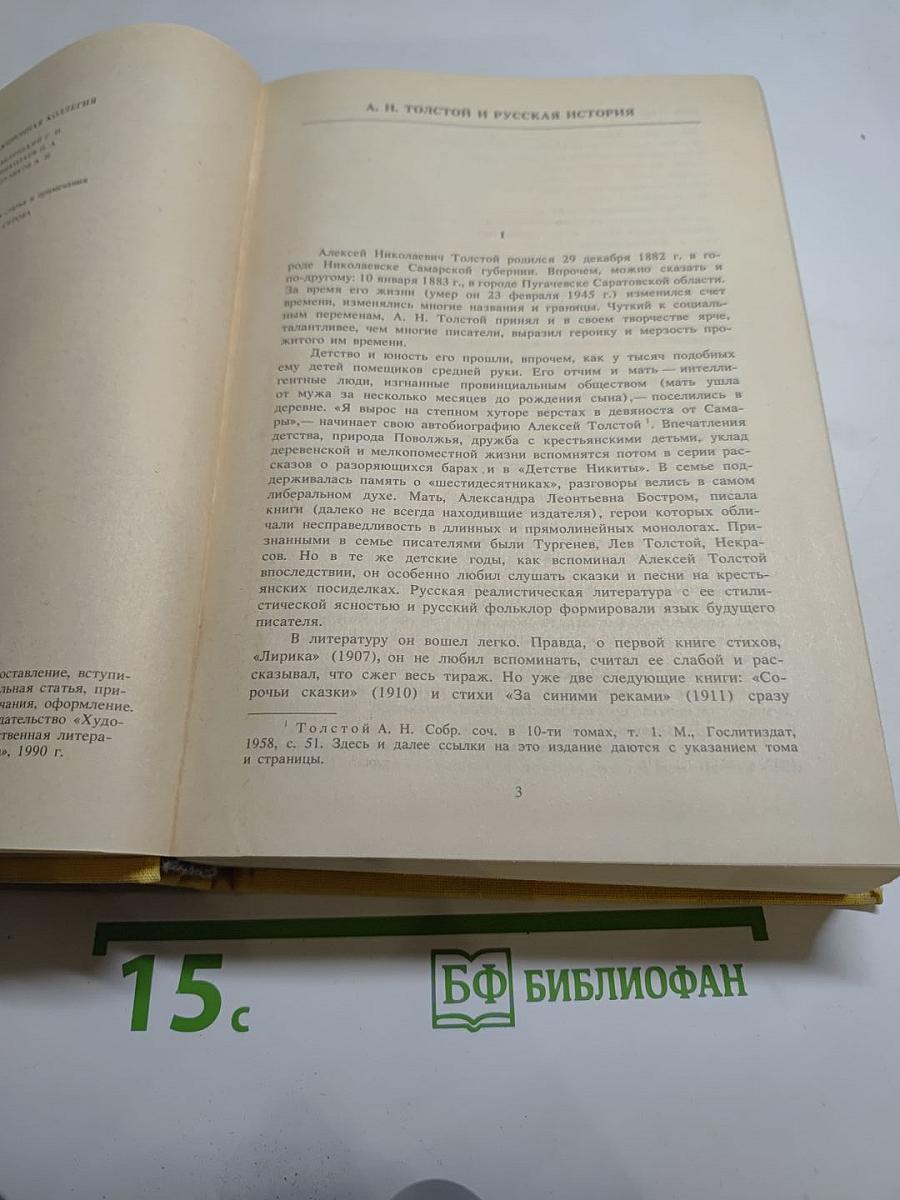 КОЛЛЕГИЯ
примечания
оставление, вступи-
льная статья, при-
чания, оформление.
дательство «Худо-
ственная литера-
», 1990 г.
А. Н. ТОЛСТОЙ И РУССКАЯ ИСТОРИЯ
1
Алексей Николаевич Толстой родился 29 декабря 1882 г. в го-
роде Николаевске Самарской губернии. Впрочем, можно сказать и
по-другому: 10 января 1883 г., в городе Пугачевске Саратовской области.
За время его жизни (умер он 23 февраля 1945 г.) изменился счет
времени, изменялись многие названия и границы. Чуткий к социаль-
ным переменам, А. Н. Толстой принял и в своем творчестве ярче,
талантливее, чем многие писатели, выразил героику и мерзость про-
житого им времени.
Детство и юность его прошли, впрочем, как у тысяч подобных
ему детей помещиков средней руки. Его отчим и мать — интелли-
гентные люди, изгнанные провинциальным обществом (мать ушла
от мужа за несколько месяцев до рождения сына),— поселились в
деревне. «Я вырос на степном хуторе верстах в девяноста от Сама-
ры»,— начинает свою автобиографию Алексей Толстой ¹. Впечатления
детства, природа Поволжья, дружба с крестьянскими детьми, уклад
деревенской и мелкопоместной жизни вспомнятся потом в серии рас-
сказов о разоряющихся барах и в «Детстве Никиты». В семье под-
держивалась память о «шестидесятниках», разговоры велись в самом
либеральном духе. Мать, Александра Леонтьевна Бостром, писала
книги (далеко не всегда находившие издателя), герои которых обли-
чали несправедливость в длинных и прямолинейных монологах. При-
знанными в семье писателями были Тургенев, Лев Толстой, Некра-
сов. Но в те же детские годы, как вспоминал Алексей Толстой
впоследствии, он особенно любил слушать сказки и песни на кресть-
янских посиделках. Русская реалистическая литература с ее стили-
стической ясностью и русский фольклор формировали язык будущего
писателя.
В литературу он вошел легко. Правда, о первой книге стихов,
«Лирика» (1907), он не любил вспоминать, считал ее слабой и рас-
сказывал, что сжег весь тираж. Но уже две следующие книги: «Со-
рочьи сказки» (1910) и стихи «За синими реками» (1911) сразу
¹ Толстой А. Н. Собр. соч. в 10-ти томах, т. 1. М., Гослитиздат,
1958, с. 51. Здесь и далее ссылки на это издание даются с указанием тома
и страницы.
3
15 с
БФ БИБЛИОФАН